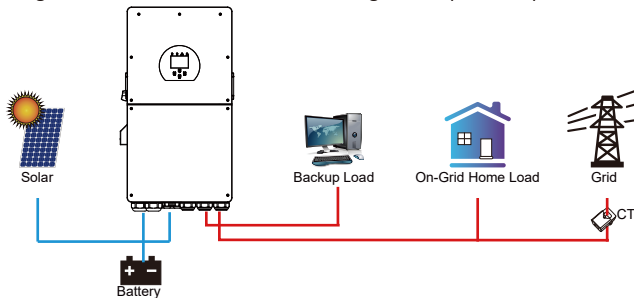 Solar
Backup Load
On-Grid Home Load
Grid
CT
Battery